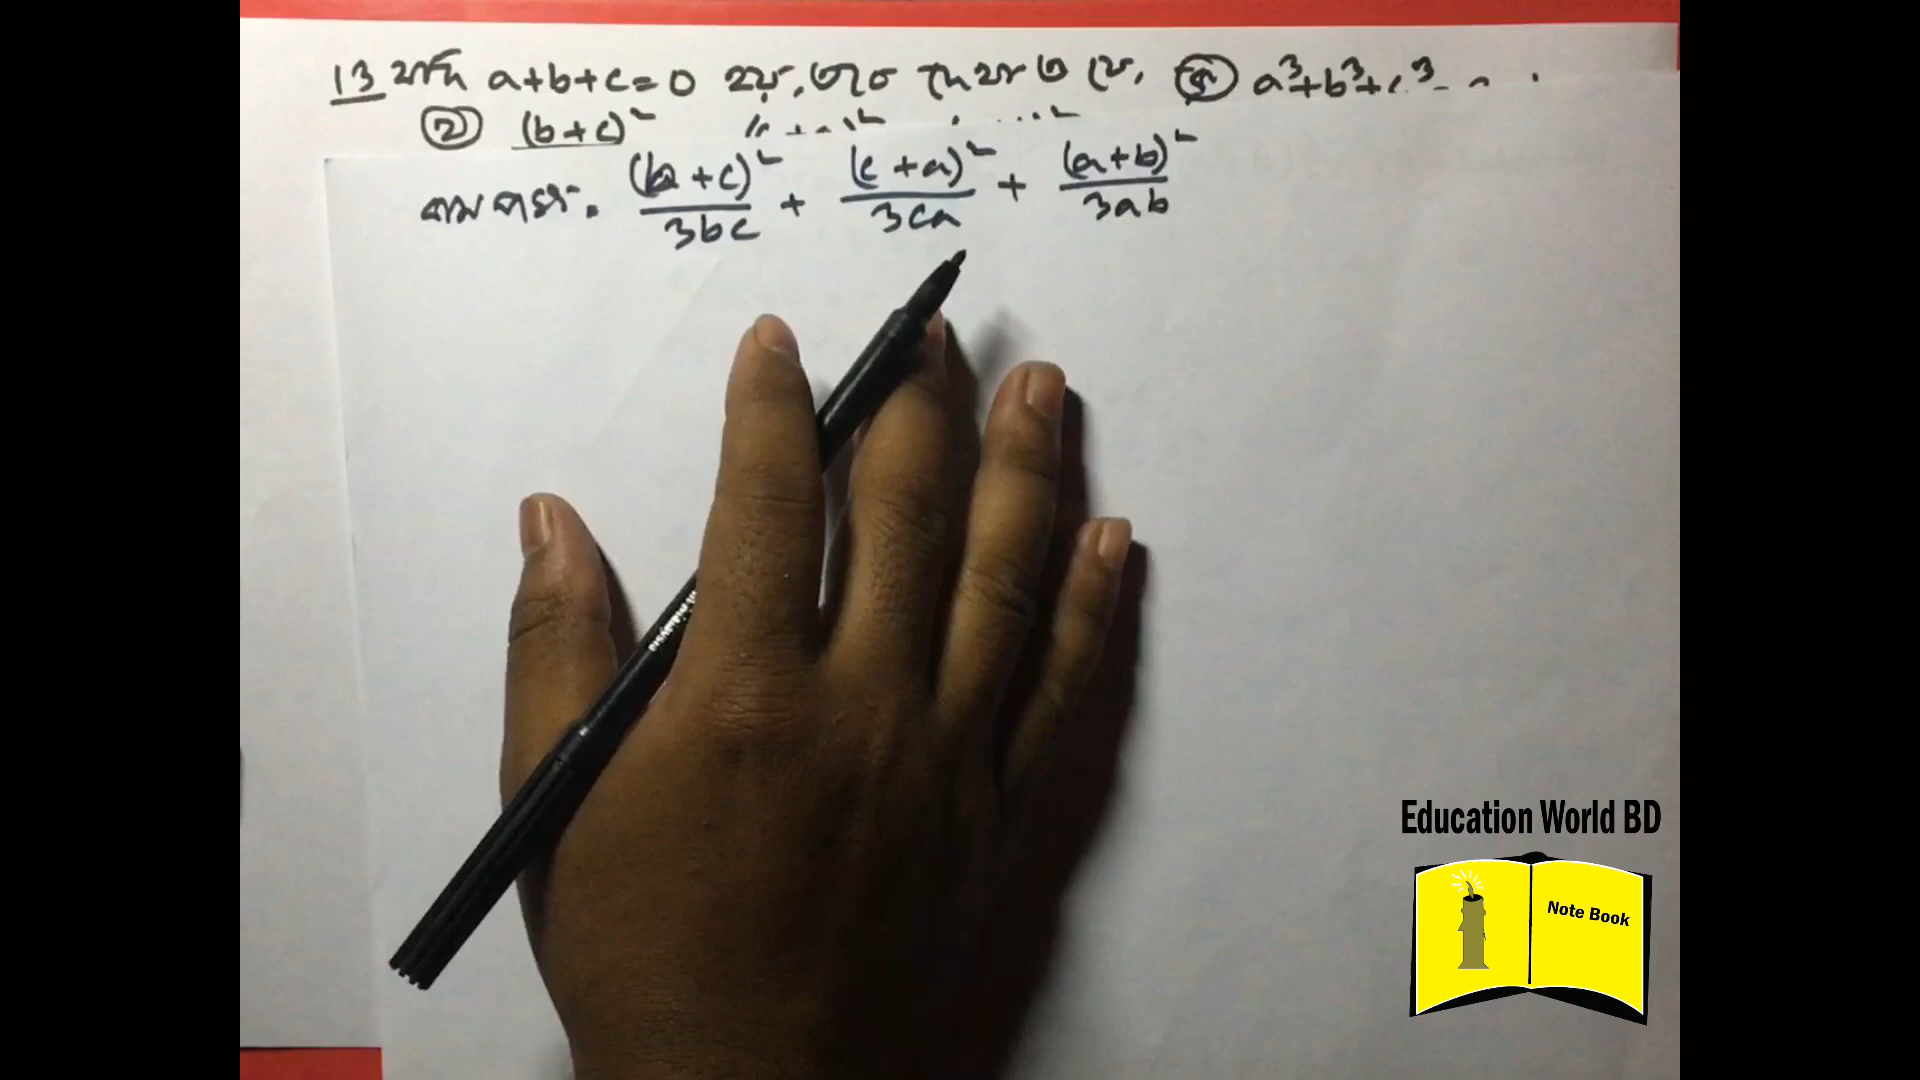 13 যদি a+b+c=0 হয়, তবে দেখাও যে, ক a³+b³+c³
খ (b+c)²
বামপক্ষ. (b+c)²/3bc + (c+a)²/3ca + (a+b)²/3ab
Education World BD
Note Book